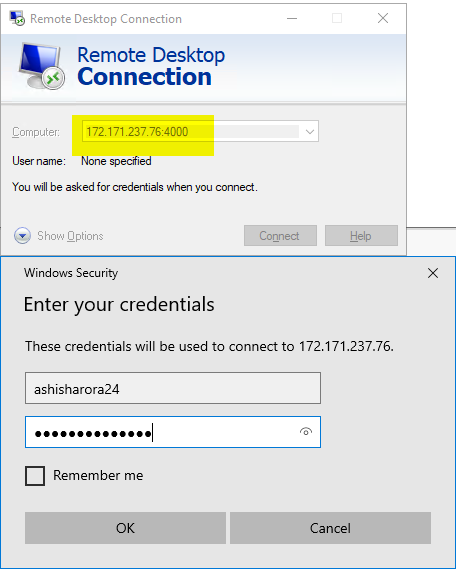 Remote Desktop Connection
Remote Desktop
Connection
Computer: 172.171.237.76:4000
User name: None specified
You will be asked for credentials when you connect.
Show Options Connect Help
Windows Security
Enter your credentials
These credentials will be used to connect to 172.171.237.76.
ashisharora24
●●●●●●●●●●●●●●
Remember me
OK Cancel